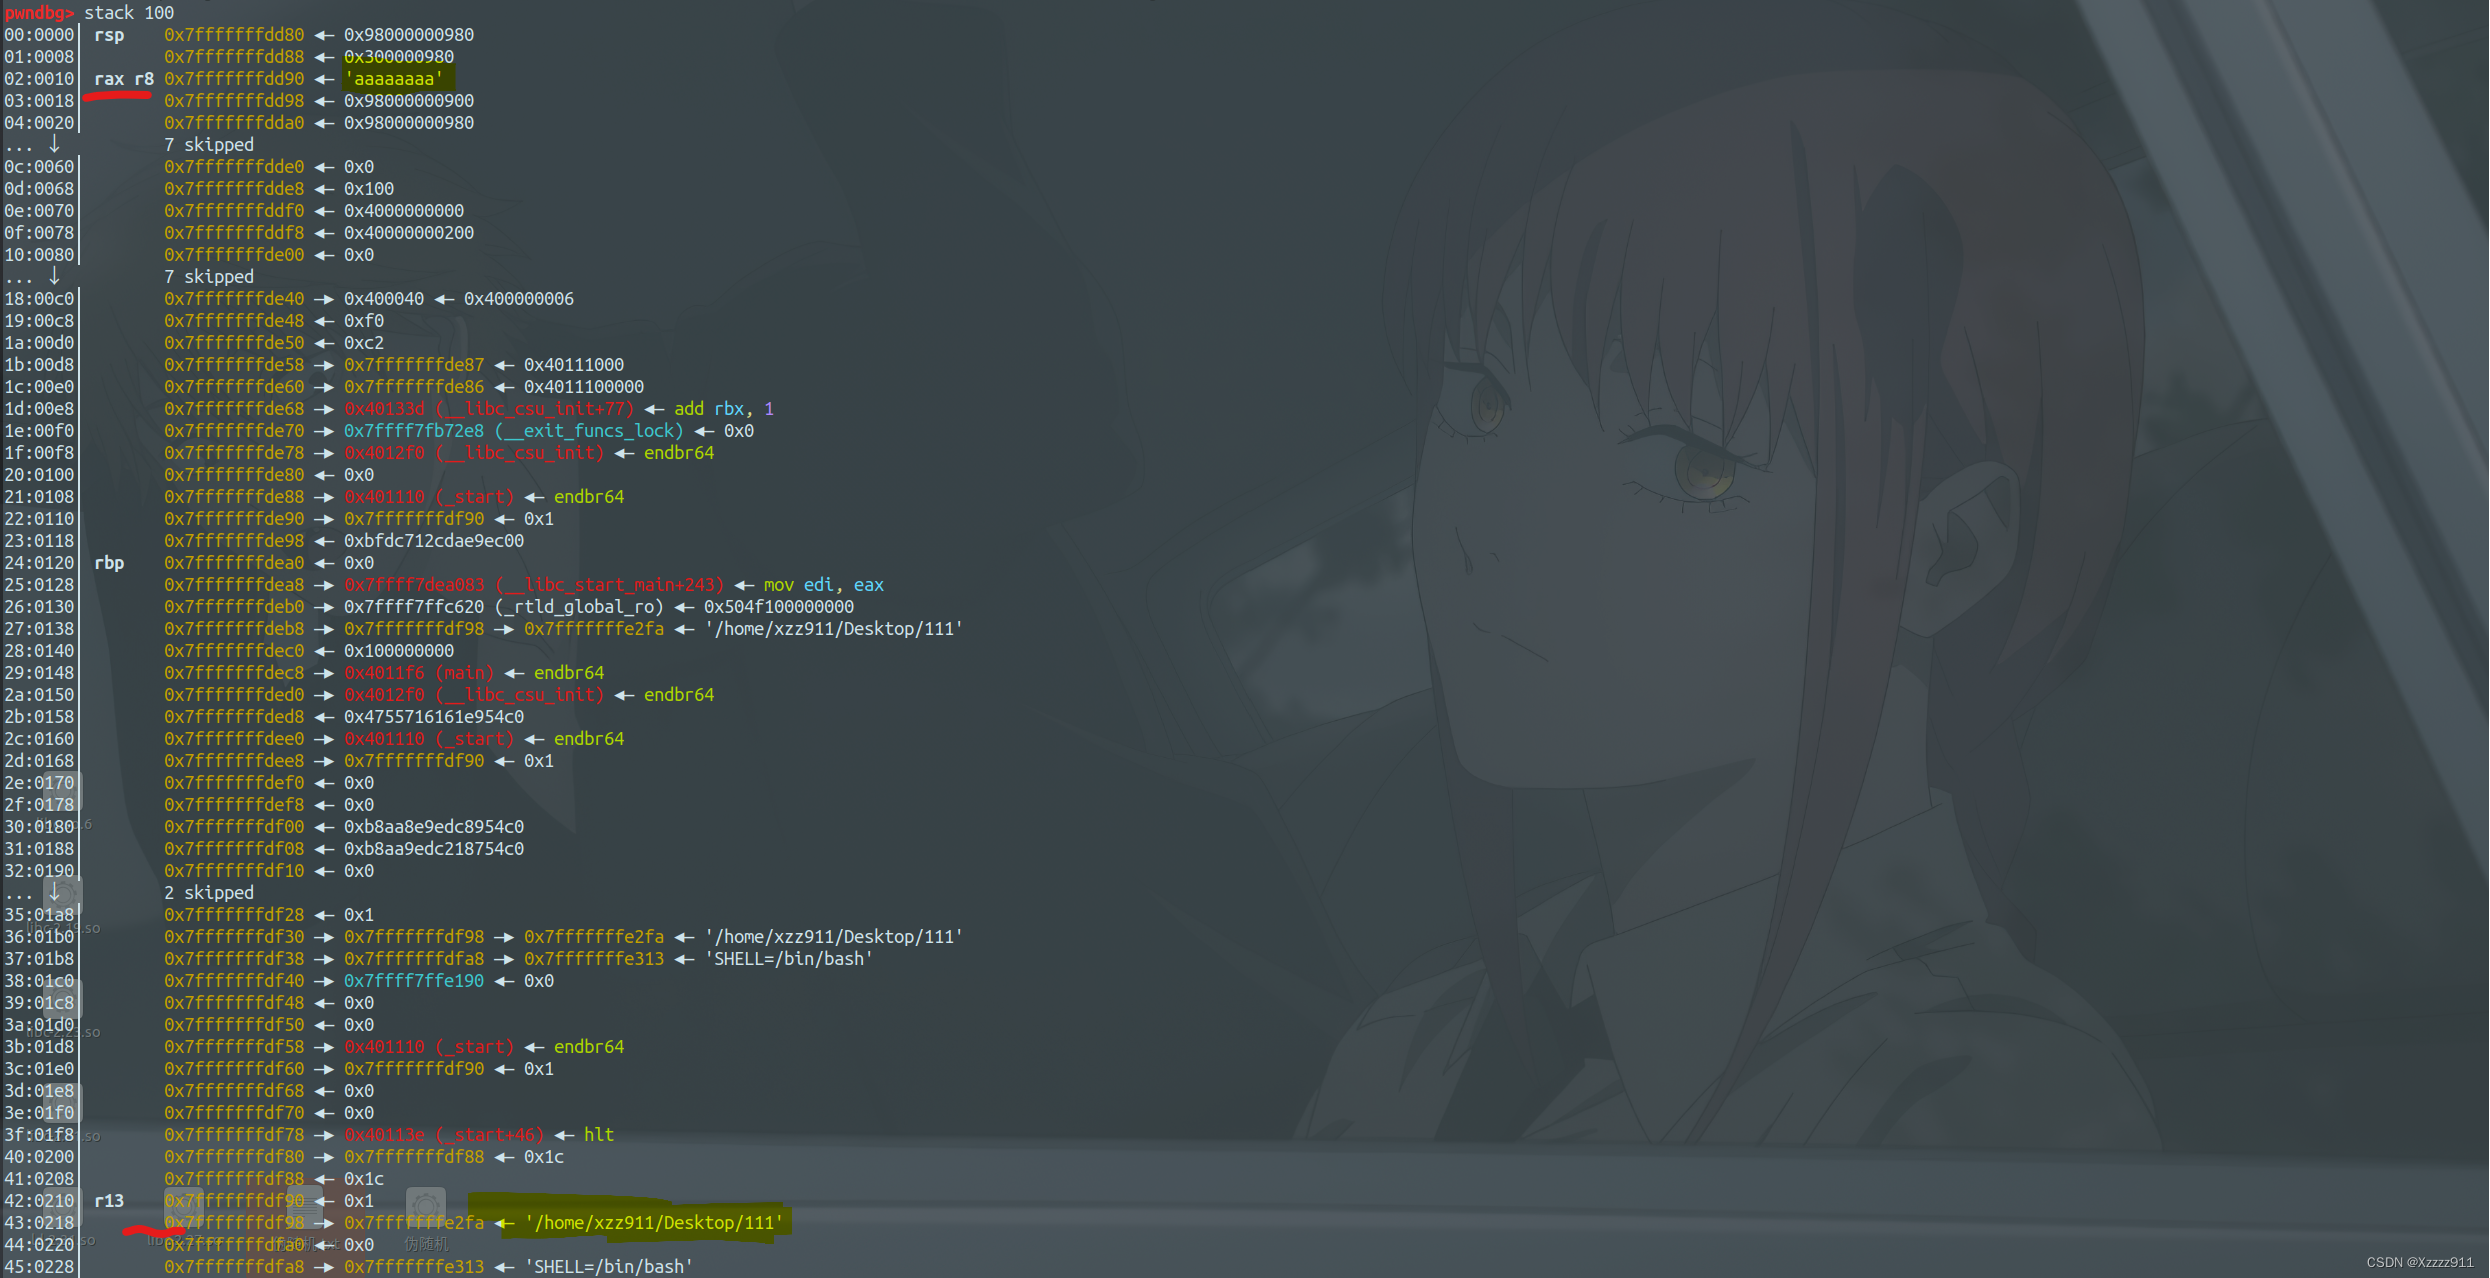 pwndbg> stack 100
00:0000│ rsp 0x7fffffffdd80 ◂— 0x98000000980
01:0008│ 0x7fffffffdd88 ◂— 0x300000980
02:0010│ rax r8 0x7fffffffdd90 ◂— 'aaaaaaaa'
03:0018│ 0x7fffffffdd98 ◂— 0x98000000900
04:0020│ 0x7fffffffdda0 ◂— 0x98000000980
... ↓ 7 skipped
0c:0060│ 0x7fffffffdde0 ◂— 0x0
0d:0068│ 0x7fffffffdde8 ◂— 0x100
0e:0070│ 0x7fffffffddf0 ◂— 0x4000000000
0f:0078│ 0x7fffffffddf8 ◂— 0x40000000200
10:0080│ 0x7fffffffde00 ◂— 0x0
... ↓ 7 skipped
18:00c0│ 0x7fffffffde40 —▸ 0x400040 ◂— 0x400000006
19:00c8│ 0x7fffffffde48 ◂— 0xf0
1a:00d0│ 0x7fffffffde50 ◂— 0xc2
1b:00d8│ 0x7fffffffde58 —▸ 0x7fffffffde87 ◂— 0x40111000
1c:00e0│ 0x7fffffffde60 —▸ 0x7fffffffde86 ◂— 0x4011100000
1d:00e8│ 0x7fffffffde68 —▸ 0x40133d (__libc_csu_init+77) ◂— add rbx, 1
1e:00f0│ 0x7fffffffde70 —▸ 0x7ffff7fb72e8 (__exit_funcs_lock) ◂— 0x0
1f:00f8│ 0x7fffffffde78 —▸ 0x4012f0 (__libc_csu_init) ◂— endbr64
20:0100│ 0x7fffffffde80 ◂— 0x0
21:0108│ 0x7fffffffde88 —▸ 0x401110 (_start) ◂— endbr64
22:0110│ 0x7fffffffde90 —▸ 0x7fffffffdf90 ◂— 0x1
23:0118│ 0x7fffffffde98 ◂— 0xbfdc712cdae9ec00
24:0120│ rbp 0x7fffffffdea0 ◂— 0x0
25:0128│ 0x7fffffffdea8 —▸ 0x7ffff7dea083 (__libc_start_main+243) ◂— mov edi, eax
26:0130│ 0x7fffffffdeb0 —▸ 0x7ffff7ffc620 (_rtld_global_ro) ◂— 0x504f100000000
27:0138│ 0x7fffffffdeb8 —▸ 0x7fffffffdf98 —▸ 0x7fffffffe2fa ◂— '/home/xzz911/Desktop/111'
28:0140│ 0x7fffffffdec0 ◂— 0x100000000
29:0148│ 0x7fffffffdec8 —▸ 0x4011f6 (main) ◂— endbr64
2a:0150│ 0x7fffffffded0 —▸ 0x4012f0 (__libc_csu_init) ◂— endbr64
2b:0158│ 0x7fffffffded8 ◂— 0x4755716161e954c0
2c:0160│ 0x7fffffffdee0 —▸ 0x401110 (_start) ◂— endbr64
2d:0168│ 0x7fffffffdee8 —▸ 0x7fffffffdf90 ◂— 0x1
2e:0170│ 0x7fffffffdef0 ◂— 0x0
2f:0178│ 0x7fffffffdef8 ◂— 0x0
30:0180│ 0x7fffffffdf00 ◂— 0xb8aa8e9edc8954c0
31:0188│ 0x7fffffffdf08 ◂— 0xb8aa9edc218754c0
32:0190│ 0x7fffffffdf10 ◂— 0x0
... ↓ 2 skipped
35:01a8│ 0x7fffffffdf28 ◂— 0x1
36:01b0│ 0x7fffffffdf30 —▸ 0x7fffffffdf98 —▸ 0x7fffffffe2fa ◂— '/home/xzz911/Desktop/111'
37:01b8│ 0x7fffffffdf38 —▸ 0x7fffffffdfa8 —▸ 0x7fffffffe313 ◂— 'SHELL=/bin/bash'
38:01c0│ 0x7fffffffdf40 —▸ 0x7ffff7ffe190 ◂— 0x0
39:01c8│ 0x7fffffffdf48 ◂— 0x0
3a:01d0│ 0x7fffffffdf50 ◂— 0x0
3b:01d8│ 0x7fffffffdf58 —▸ 0x401110 (_start) ◂— endbr64
3c:01e0│ 0x7fffffffdf60 —▸ 0x7fffffffdf90 ◂— 0x1
3d:01e8│ 0x7fffffffdf68 ◂— 0x0
3e:01f0│ 0x7fffffffdf70 ◂— 0x0
3f:01f8│ 0x7fffffffdf78 —▸ 0x40113e (_start+46) ◂— hlt
40:0200│ 0x7fffffffdf80 —▸ 0x7fffffffdf88 ◂— 0x1c
41:0208│ 0x7fffffffdf88 ◂— 0x1c
42:0210│ r13 0x7fffffffdf90 ◂— 0x1
43:0218│ 0x7fffffffdf98 —▸ 0x7fffffffe2fa ◂— '/home/xzz911/Desktop/111'
44:0220│ 0x7fffffffdfa0 ◂— 0x0
伪随机
45:0228│ 0x7fffffffdfa8 —▸ 0x7fffffffe313 ◂— 'SHELL=/bin/bash'
CSDN @Xzzzz911